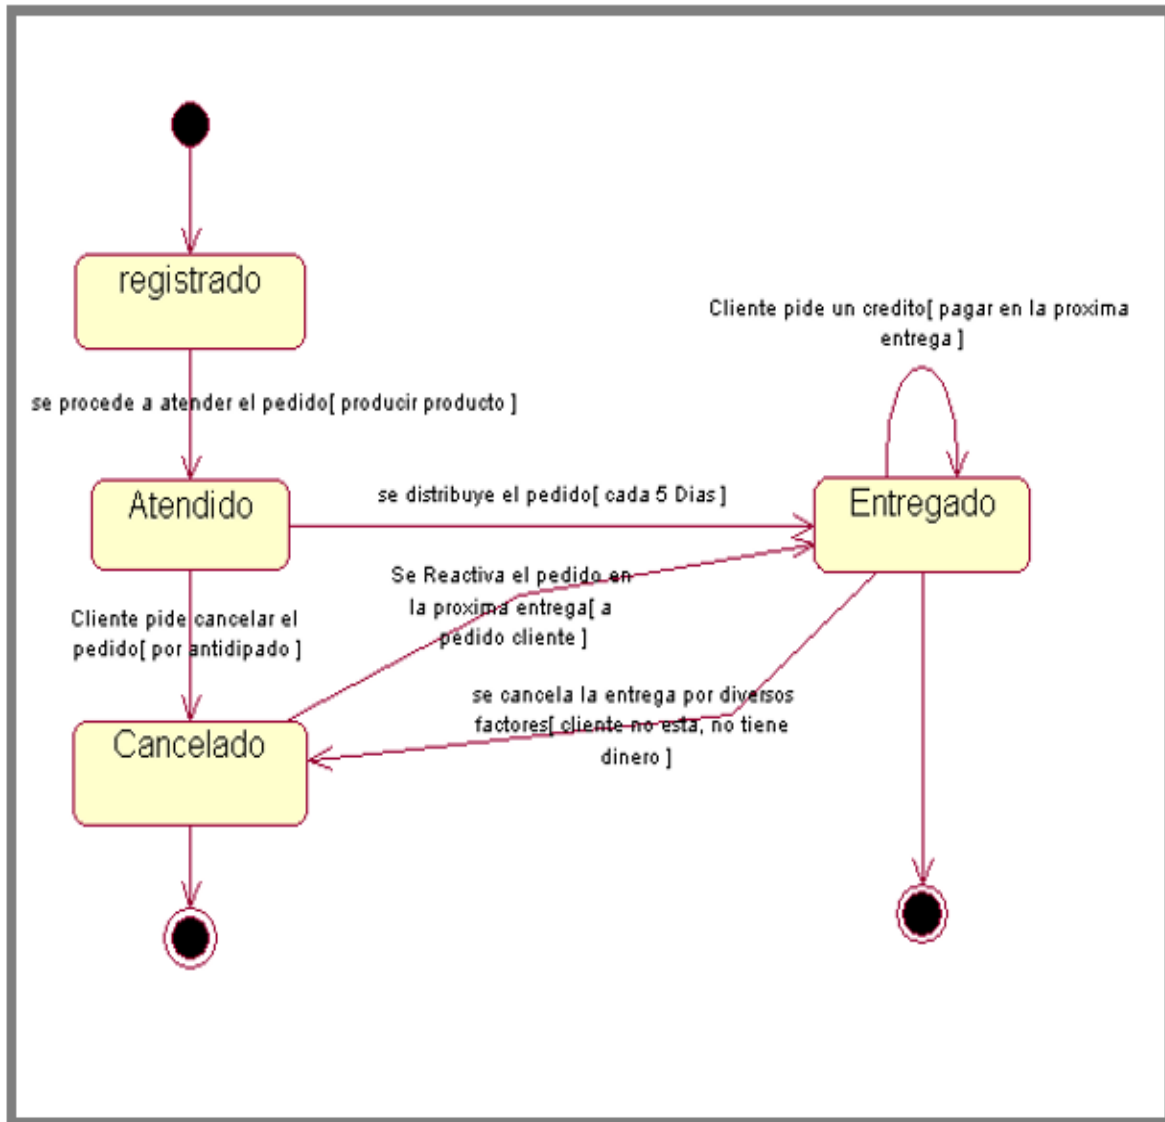 registrado
Cliente pide un credito[ pagar en la proxima
entrega ]
se procede a atender el pedido[ producir producto ]
Atendido
se distribuye el pedido[ cada 5 Dias ]
Entregado
Se Reactiva el pedido en
la proxima entrega[ a
pedido cliente ]
Cliente pide cancelar el
pedido[ por antidipado ]
se cancela la entrega por diversos
factores[ cliente no esta, no tiene
dinero ]
Cancelado